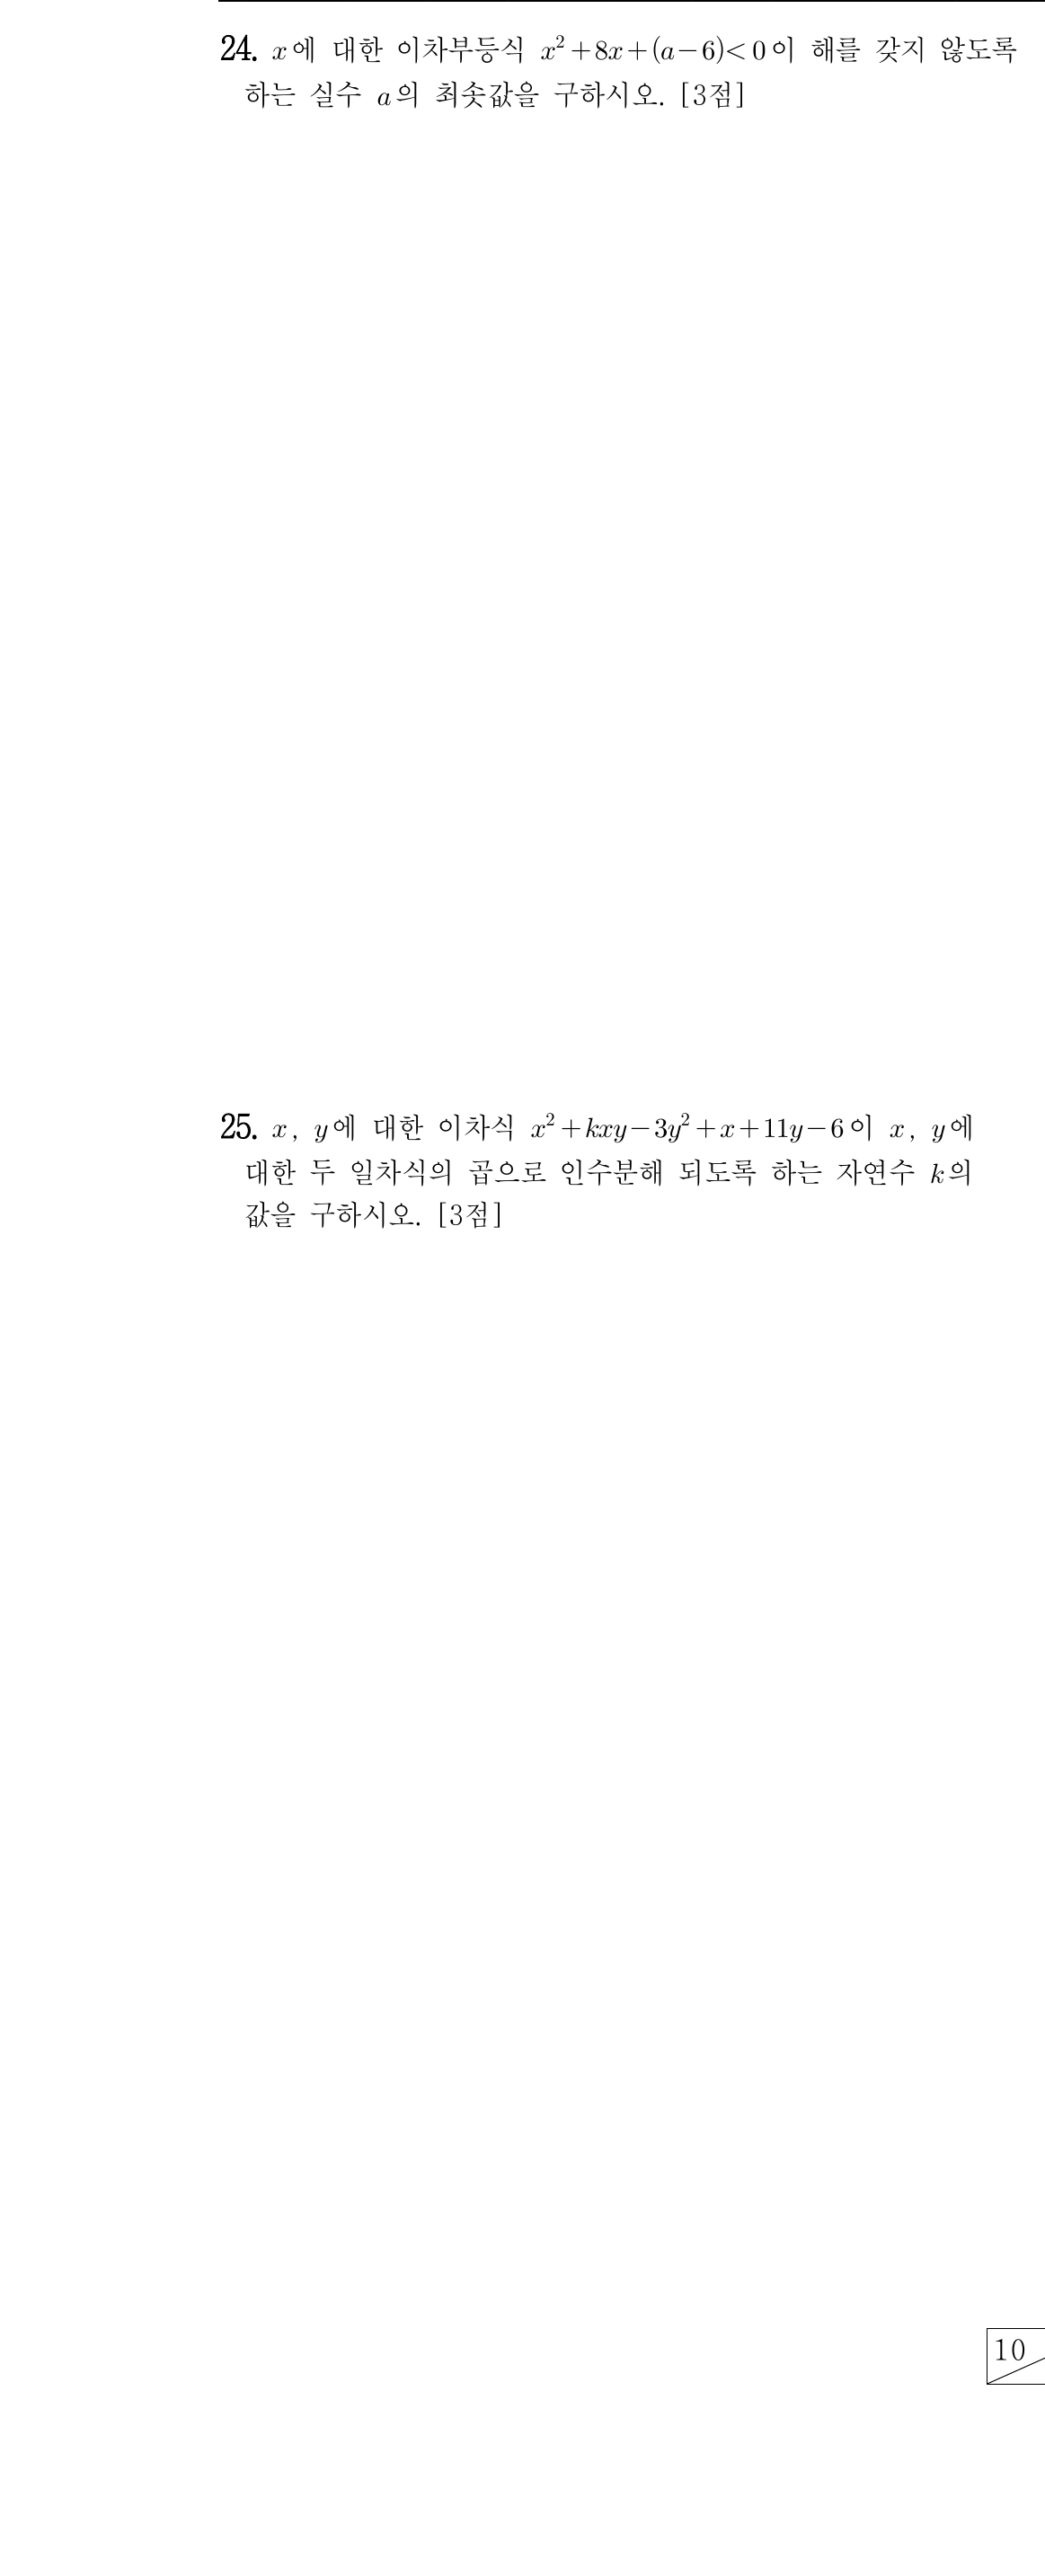 24. x에 대한 이차부등식 x²+8x+(a-6)<0이 해를 갖지 않도록
하는 실수 a의 최솟값을 구하시오. [3점]
25. x, y에 대한 이차식 x²+kxy-3y²+x+11y-6이 x, y에
대한 두 일차식의 곱으로 인수분해 되도록 하는 자연수 k의
값을 구하시오. [3점]
10